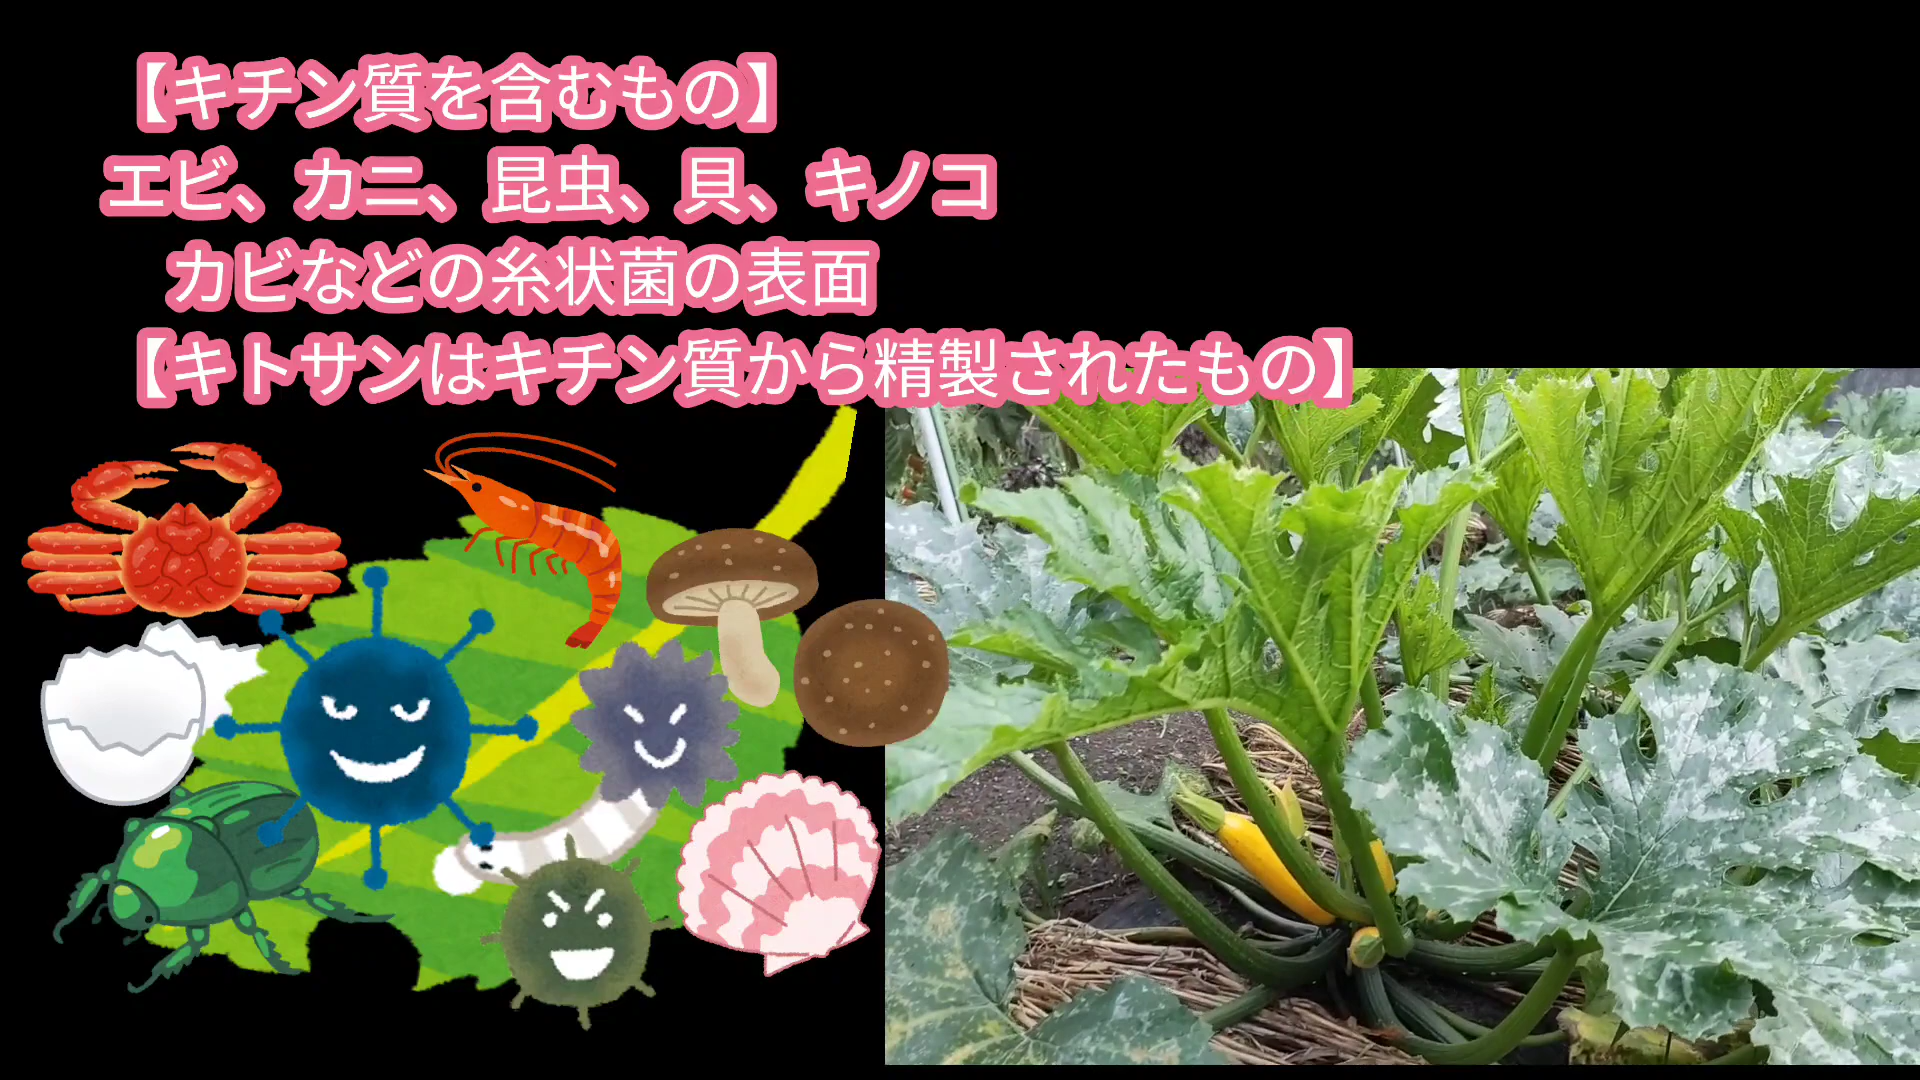 【キチン質を含むもの】
エビ、カニ、昆虫、貝、キノコ
カビなどの糸状菌の表面
【キトサンはキチン質から精製されたもの】